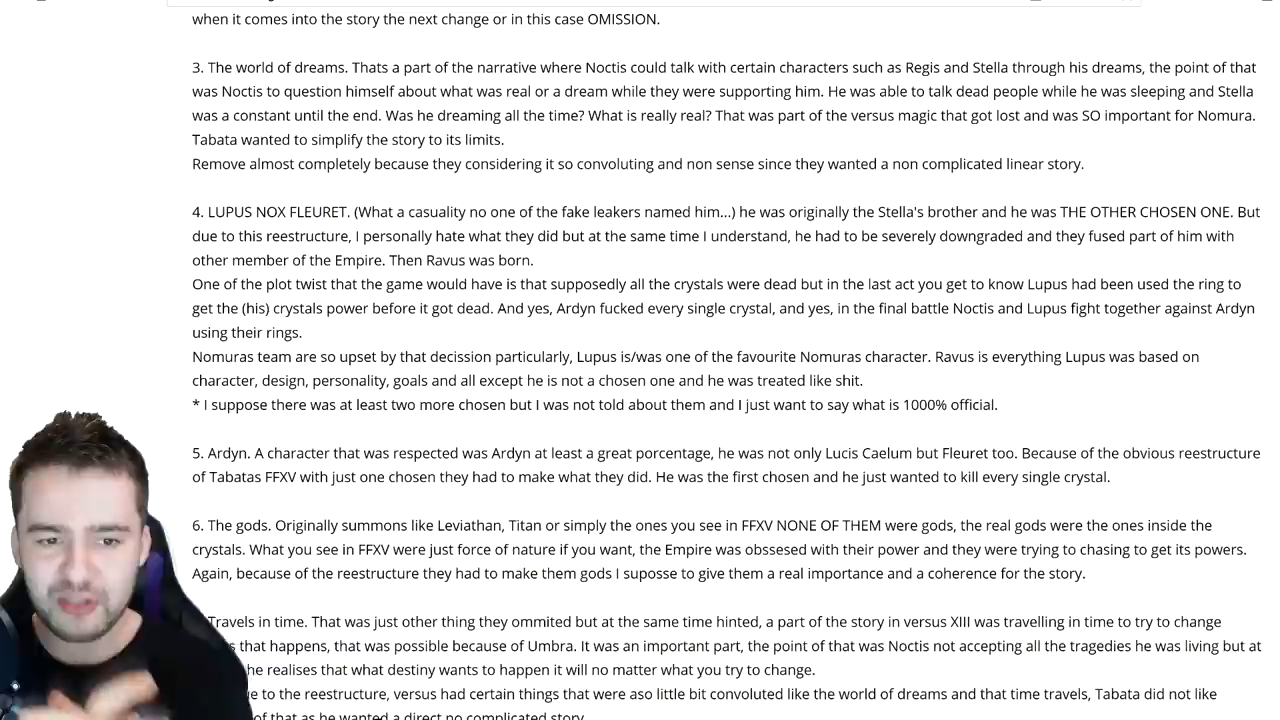 when it comes into the story the next change or in this case OMISSION.
3. The world of dreams. Thats a part of the narrative where Noctis could talk with certain characters such as Regis and Stella through his dreams, the point of that
was Noctis to question himself about what was real or a dream while they were supporting him. He was able to talk dead people while he was sleeping and Stella
was a constant until the end. Was he dreaming all the time? What is really real? That was part of the versus magic that got lost and was SO important for Nomura.
Tabata wanted to simplify the story to its limits.
Remove almost completely because they considering it so convoluting and non sense since they wanted a non complicated linear story.
4. LUPUS NOX FLEURET. (What a casuality no one of the fake leakers named him...) he was originally the Stella's brother and he was THE OTHER CHOSEN ONE. But
due to this reestructure, I personally hate what they did but at the same time I understand, he had to be severely downgraded and they fused part of him with
other member of the Empire. Then Ravus was born.
One of the plot twist that the game would have is that supposedly all the crystals were dead but in the last act you get to know Lupus had been used the ring to
get the (his) crystals power before it got dead. And yes, Ardyn fucked every single crystal, and yes, in the final battle Noctis and Lupus fight together against Ardyn
using their rings.
Nomuras team are so upset by that decission particularly, Lupus is/was one of the favourite Nomuras character. Ravus is everything Lupus was based on
character, design, personality, goals and all except he is not a chosen one and he was treated like shit.
* I suppose there was at least two more chosen but I was not told about them and I just want to say what is 1000% official.
5. Ardyn. A character that was respected was Ardyn at least a great porcentage, he was not only Lucis Caelum but Fleuret too. Because of the obvious reestructure
of Tabatas FFXV with just one chosen they had to make what they did. He was the first chosen and he just wanted to kill every single crystal.
6. The gods. Originally summons like Leviathan, Titan or simply the ones you see in FFXV NONE OF THEM were gods, the real gods were the ones inside the
crystals. What you see in FFXV were just force of nature if you want, the Empire was obssesed with their power and they were trying to chasing to get its powers.
Again, because of the reestructure they had to make them gods I suposse to give them a real importance and a coherence for the story.
Travels in time. That was just other thing they ommited but at the same time hinted, a part of the story in versus XIII was travelling in time to try to change
that happens, that was possible because of Umbra. It was an important part, the point of that was Noctis not accepting all the tragedies he was living but at
he realises that what destiny wants to happen it will no matter what you try to change.
to the reestructure, versus had certain things that were aso little bit convoluted like the world of dreams and that time travels, Tabata did not like
of that as he wanted a direct no complicated story.